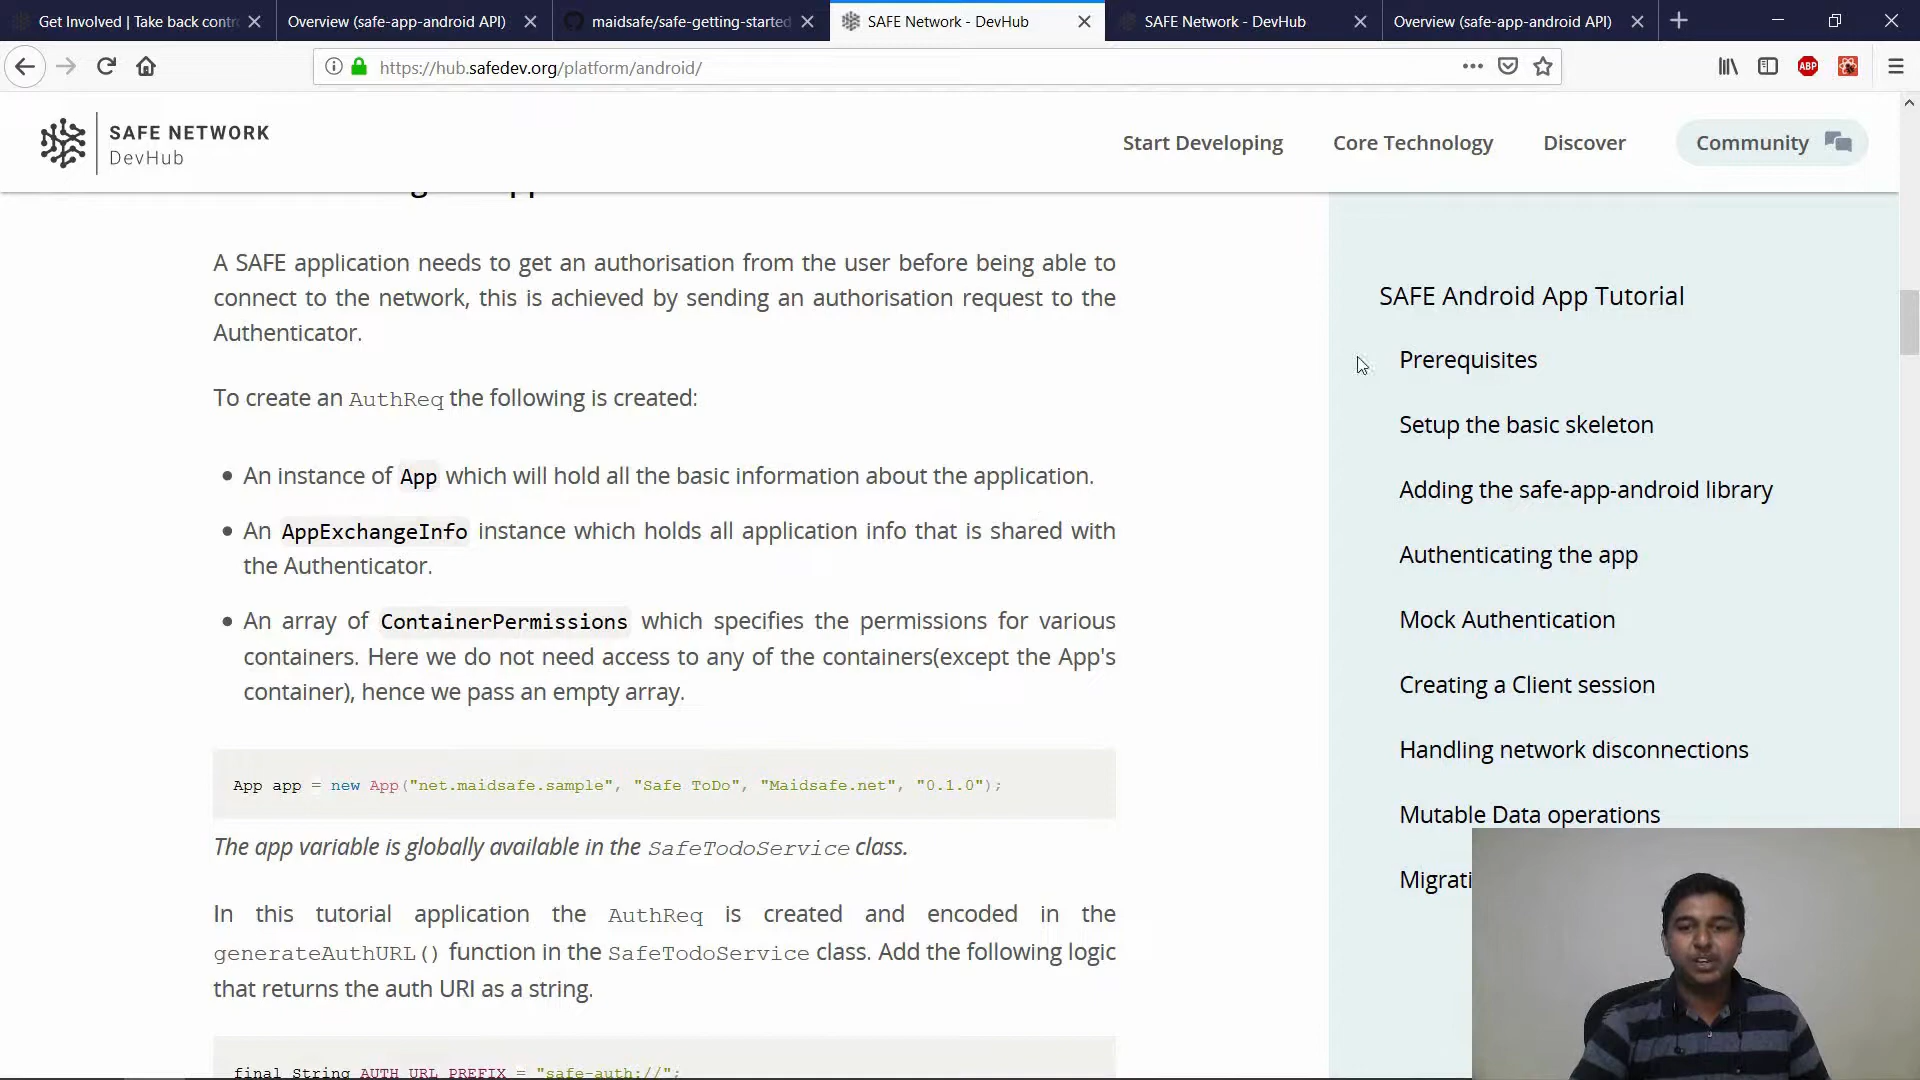 Get Involved | Take back contr
Overview (safe-app-android API)
maidsafe/safe-getting-started
SAFE Network - DevHub
SAFE Network - DevHub
Overview (safe-app-android API)
https://hub.safedev.org/platform/android/
ABP
SAFE NETWORK
DevHub
Start Developing
Core Technology
Discover
Community
A SAFE application needs to get an authorisation from the user before being able to
connect to the network, this is achieved by sending an authorisation request to the
Authenticator.
To create an AuthReq the following is created:
• An instance of App which will hold all the basic information about the application.
• An AppExchangeInfo instance which holds all application info that is shared with
the Authenticator.
• An array of ContainerPermissions which specifies the permissions for various
containers. Here we do not need access to any of the containers(except the App's
container), hence we pass an empty array.
App app = new App("net.maidsafe.sample", "Safe ToDo", "Maidsafe.net", "0.1.0");
The app variable is globally available in the SafeTodoService class.
In this tutorial application the AuthReq is created and encoded in the
generateAuthURL() function in the SafeTodoService class. Add the following logic
that returns the auth URI as a string.
final String AUTH_URL_PREFIX = "safe-auth://";
SAFE Android App Tutorial
Prerequisites
Setup the basic skeleton
Adding the safe-app-android library
Authenticating the app
Mock Authentication
Creating a Client session
Handling network disconnections
Mutable Data operations
Migrati